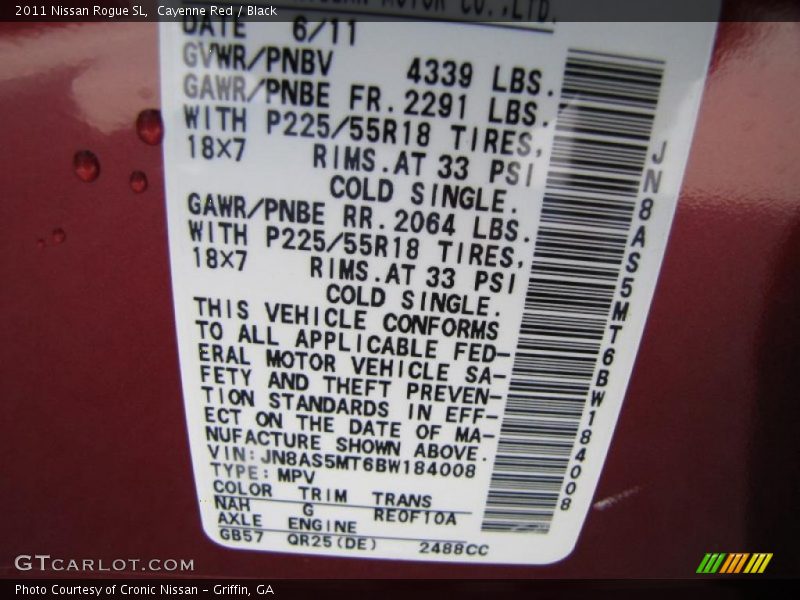 2011 Nissan Rogue SL, Cayenne Red / Black
MOTOR CO.,LTD.
DATE 6/11
GVWR/PNBV 4339 LBS.
GAWR/PNBE FR. 2291 LBS.
WITH P225/55R18 TIRES,
18X7 RIMS. AT 33 PSI
COLD SINGLE.
GAWR/PNBE RR. 2064 LBS.
WITH P225/55R18 TIRES,
18X7 RIMS. AT 33 PSI
COLD SINGLE.
THIS VEHICLE CONFORMS
TO ALL APPLICABLE FED-
ERAL MOTOR VEHICLE SA-
FETY AND THEFT PREVEN-
TION STANDARDS IN EFF-
ECT ON THE DATE OF MA-
NUFACTURE SHOWN ABOVE.
VIN: JN8AS5MT6BW184008
TYPE: MPV
COLOR TRIM TRANS
NAH G RE0F10A
AXLE ENGINE
GB57 QR25(DE) 2488CC
JN8AS5MT6BW184008
GTCARLOT.COM
Photo Courtesy of Cronic Nissan - Griffin, GA